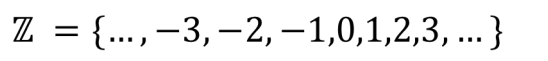 ℤ = {…, −3, −2, −1,0,1,2,3, …}